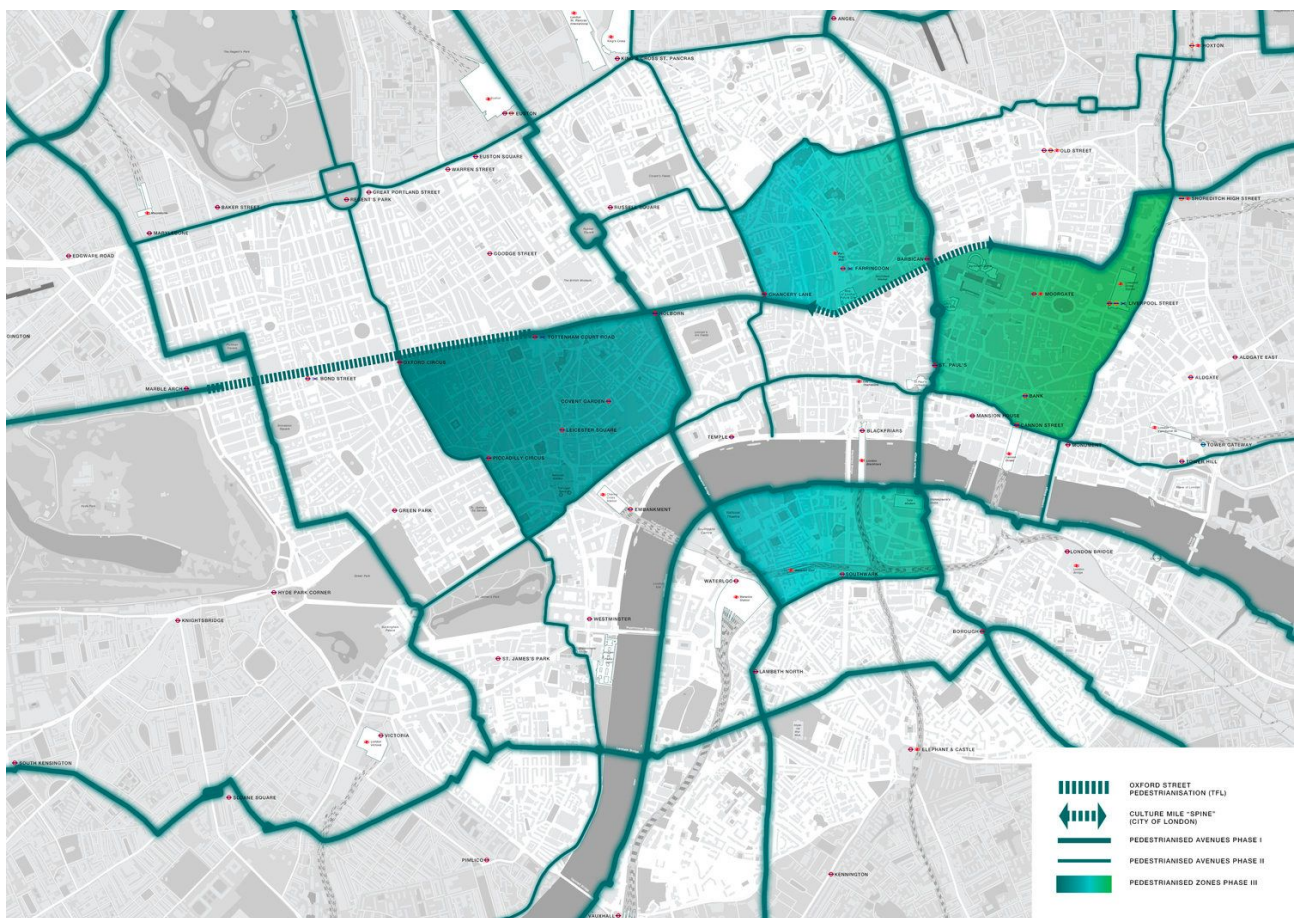 ANGEL
HOXTON
KING'S CROSS ST. PANCRAS
EUSTON
OLD STREET
EUSTON SQUARE
WARREN STREET
GREAT PORTLAND STREET
REGENT'S PARK
SHOREDITCH HIGH STREET
BAKER STREET
RUSSELL SQUARE
MARYLEBONE
EDGWARE ROAD
GOODGE STREET
BARBICAN
FARRINGDON
CHANCERY LANE
MOORGATE
LIVERPOOL STREET
HOLBORN
TOTTENHAM COURT ROAD
ALDGATE EAST
OXFORD CIRCUS
ST. PAUL'S
BOND STREET
ALDGATE
MARBLE ARCH
BANK
COVENT GARDEN
MANSION HOUSE
CANNON STREET
LEICESTER SQUARE
BLACKFRIARS
TEMPLE
MONUMENT
TOWER GATEWAY
PICCADILLY CIRCUS
TOWER HILL
GREEN PARK
EMBANKMENT
LONDON BRIDGE
SOUTHWARK
WATERLOO
HYDE PARK CORNER
KNIGHTSBRIDGE
WESTMINSTER
BOROUGH
ST. JAMES'S PARK
LAMBETH NORTH
VICTORIA
ELEPHANT & CASTLE
SOUTH KENSINGTON
SLOANE SQUARE
PIMLICO
KENNINGTON
VAUXHALL
OXFORD STREET
PEDESTRIANISATION (TFL)
CULTURE MILE "SPINE"
(CITY OF LONDON)
PEDESTRIANISED AVENUES PHASE I
PEDESTRIANISED AVENUES PHASE II
PEDESTRIANISED ZONES PHASE III